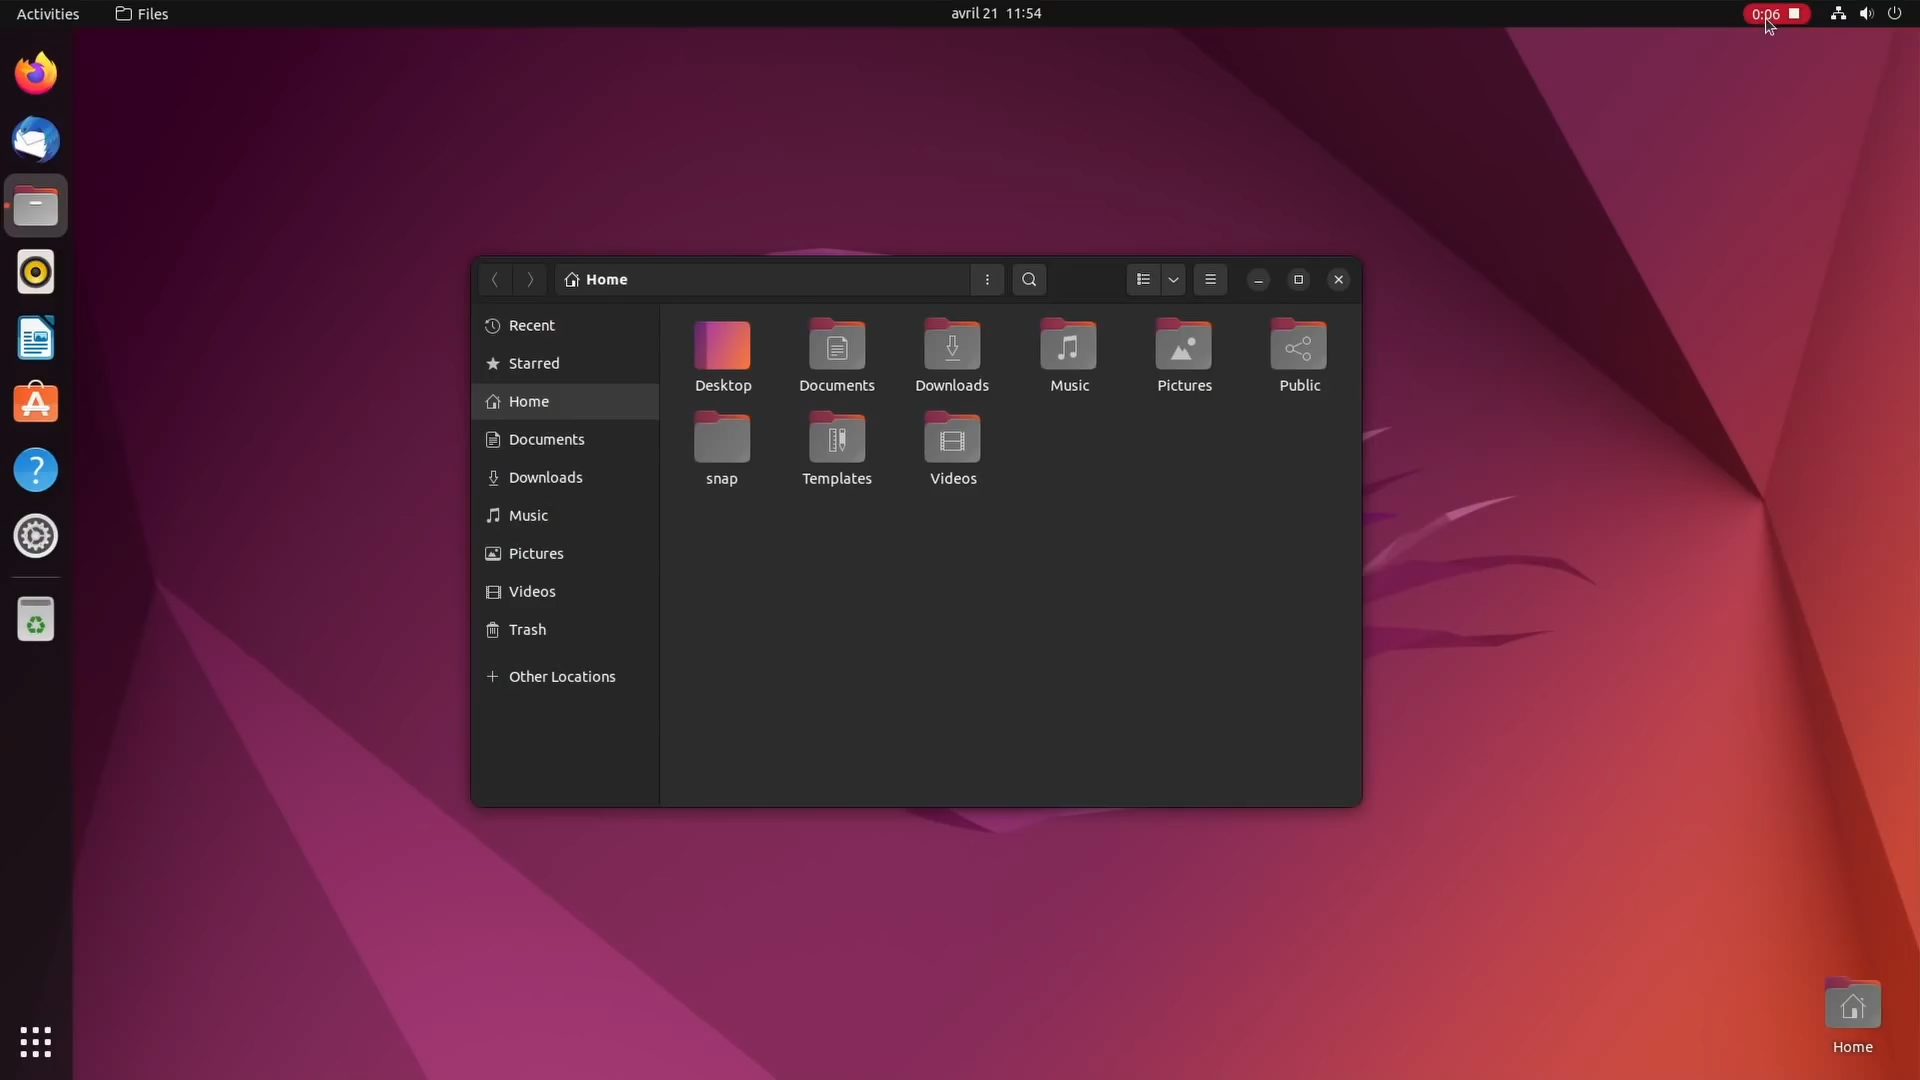 Activities Files avril 21 11:54 0:06
Home
Recent
Starred
Home
Documents
Downloads
Music
Pictures
Videos
Trash
Other Locations
Desktop Documents Downloads Music Pictures Public
snap Templates Videos
Home